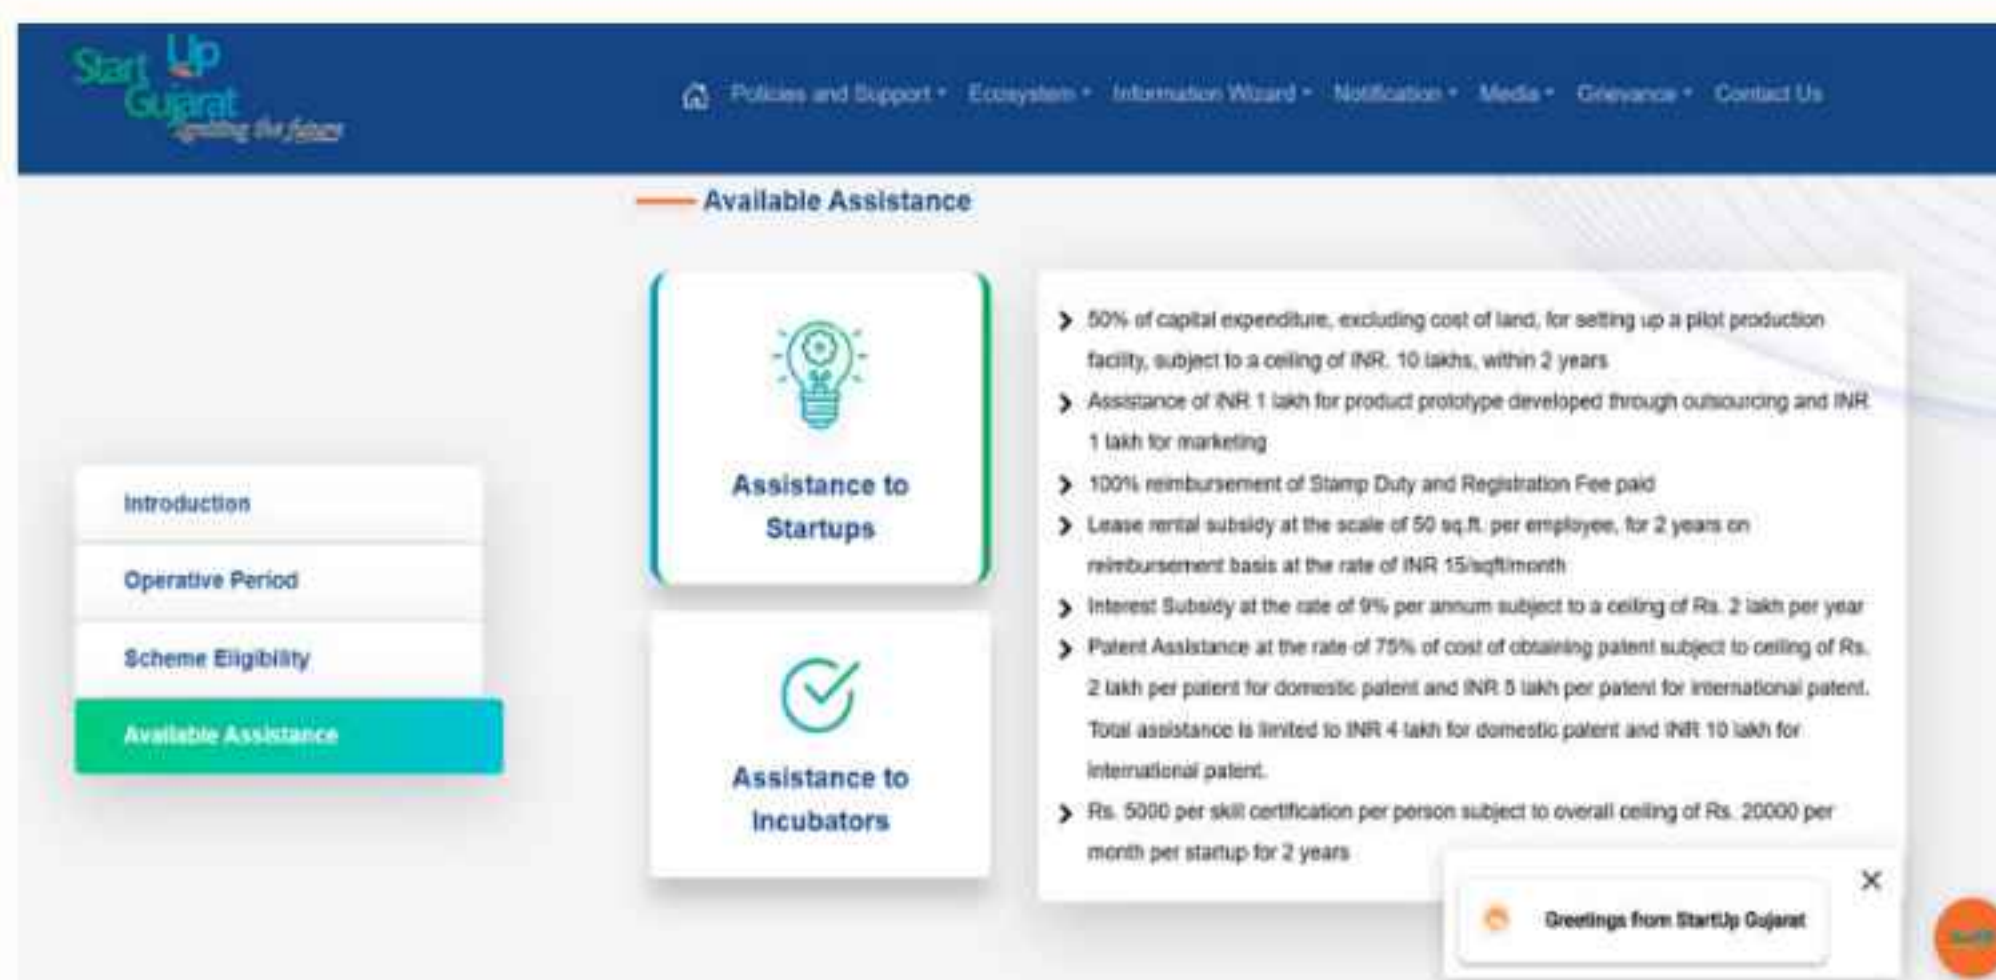 Start Up
Gujarat
Igniting the future
Policies and Support
Ecosystem
Information Wizard
Notification
Media
Grievance
Contact Us
Available Assistance
Introduction
Operative Period
Scheme Eligibility
Available Assistance
Assistance to
Startups
Assistance to
Incubators
50% of capital expenditure, excluding cost of land, for setting up a pilot production
facility, subject to a ceiling of INR. 10 lakhs, within 2 years
Assistance of INR 1 lakh for product prototype developed through outsourcing and INR
1 lakh for marketing
100% reimbursement of Stamp Duty and Registration Fee paid
Lease rental subsidy at the scale of 50 sq.ft. per employee, for 2 years on
reimbursement basis at the rate of INR 15/sqft/month
Interest Subsidy at the rate of 9% per annum subject to a ceiling of Rs. 2 lakh per year
Patent Assistance at the rate of 75% of cost of obtaining patent subject to ceiling of Rs.
2 lakh per patent for domestic patent and INR 5 lakh per patent for international patent.
Total assistance is limited to INR 4 lakh for domestic patent and INR 10 lakh for
international patent.
Rs. 5000 per skill certification per person subject to overall ceiling of Rs. 20000 per
month per startup for 2 years
Greetings from StartUp Gujarat